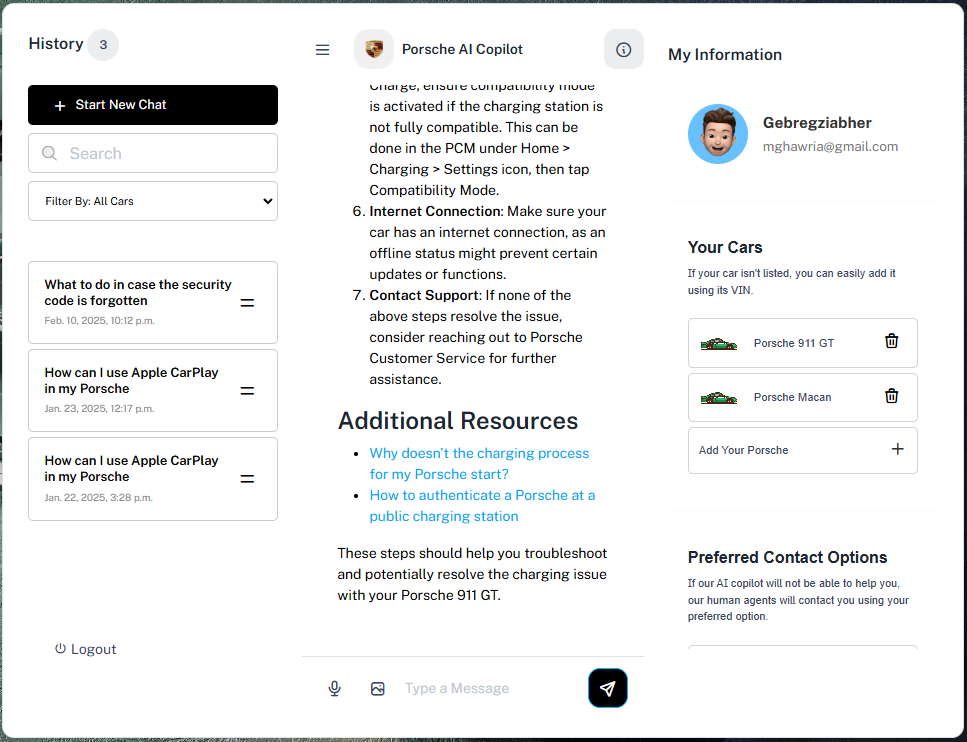 History 3
Start New Chat
Search
Filter By: All Cars
What to do in case the security
code is forgotten
Feb. 10, 2025, 10:12 p.m.
How can I use Apple CarPlay
in my Porsche
Jan. 23, 2025, 12:17 p.m.
How can I use Apple CarPlay
in my Porsche
Jan. 22, 2025, 3:28 p.m.
Logout
Porsche AI Copilot
Charge, ensure compatibility mode
is activated if the charging station is
not fully compatible. This can be
done in the PCM under Home >
Charging > Settings icon, then tap
Compatibility Mode.
6. Internet Connection: Make sure your
car has an internet connection, as an
offline status might prevent certain
updates or functions.
7. Contact Support: If none of the
above steps resolve the issue,
consider reaching out to Porsche
Customer Service for further
assistance.
Additional Resources
• Why doesn't the charging process
for my Porsche start?
• How to authenticate a Porsche at a
public charging station
These steps should help you troubleshoot
and potentially resolve the charging issue
with your Porsche 911 GT.
Type a Message
My Information
Gebregziabher
mghawria@gmail.com
Your Cars
If your car isn't listed, you can easily add it
using its VIN.
Porsche 911 GT
Porsche Macan
Add Your Porsche
Preferred Contact Options
If our AI copilot will not be able to help you,
our human agents will contact you using your
preferred option.